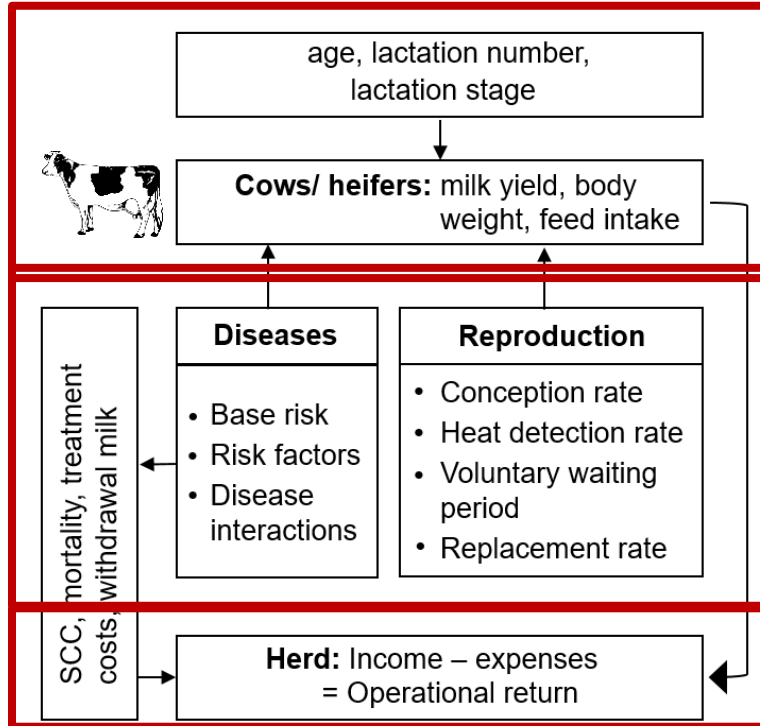 age, lactation number,
lactation stage
Cows/ heifers: milk yield, body
weight, feed intake
Diseases
• Base risk
• Risk factors
• Disease
interactions
Reproduction
• Conception rate
• Heat detection rate
• Voluntary waiting
period
• Replacement rate
SCC, mortality, treatment
costs, withdrawal milk
Herd: Income – expenses
= Operational return